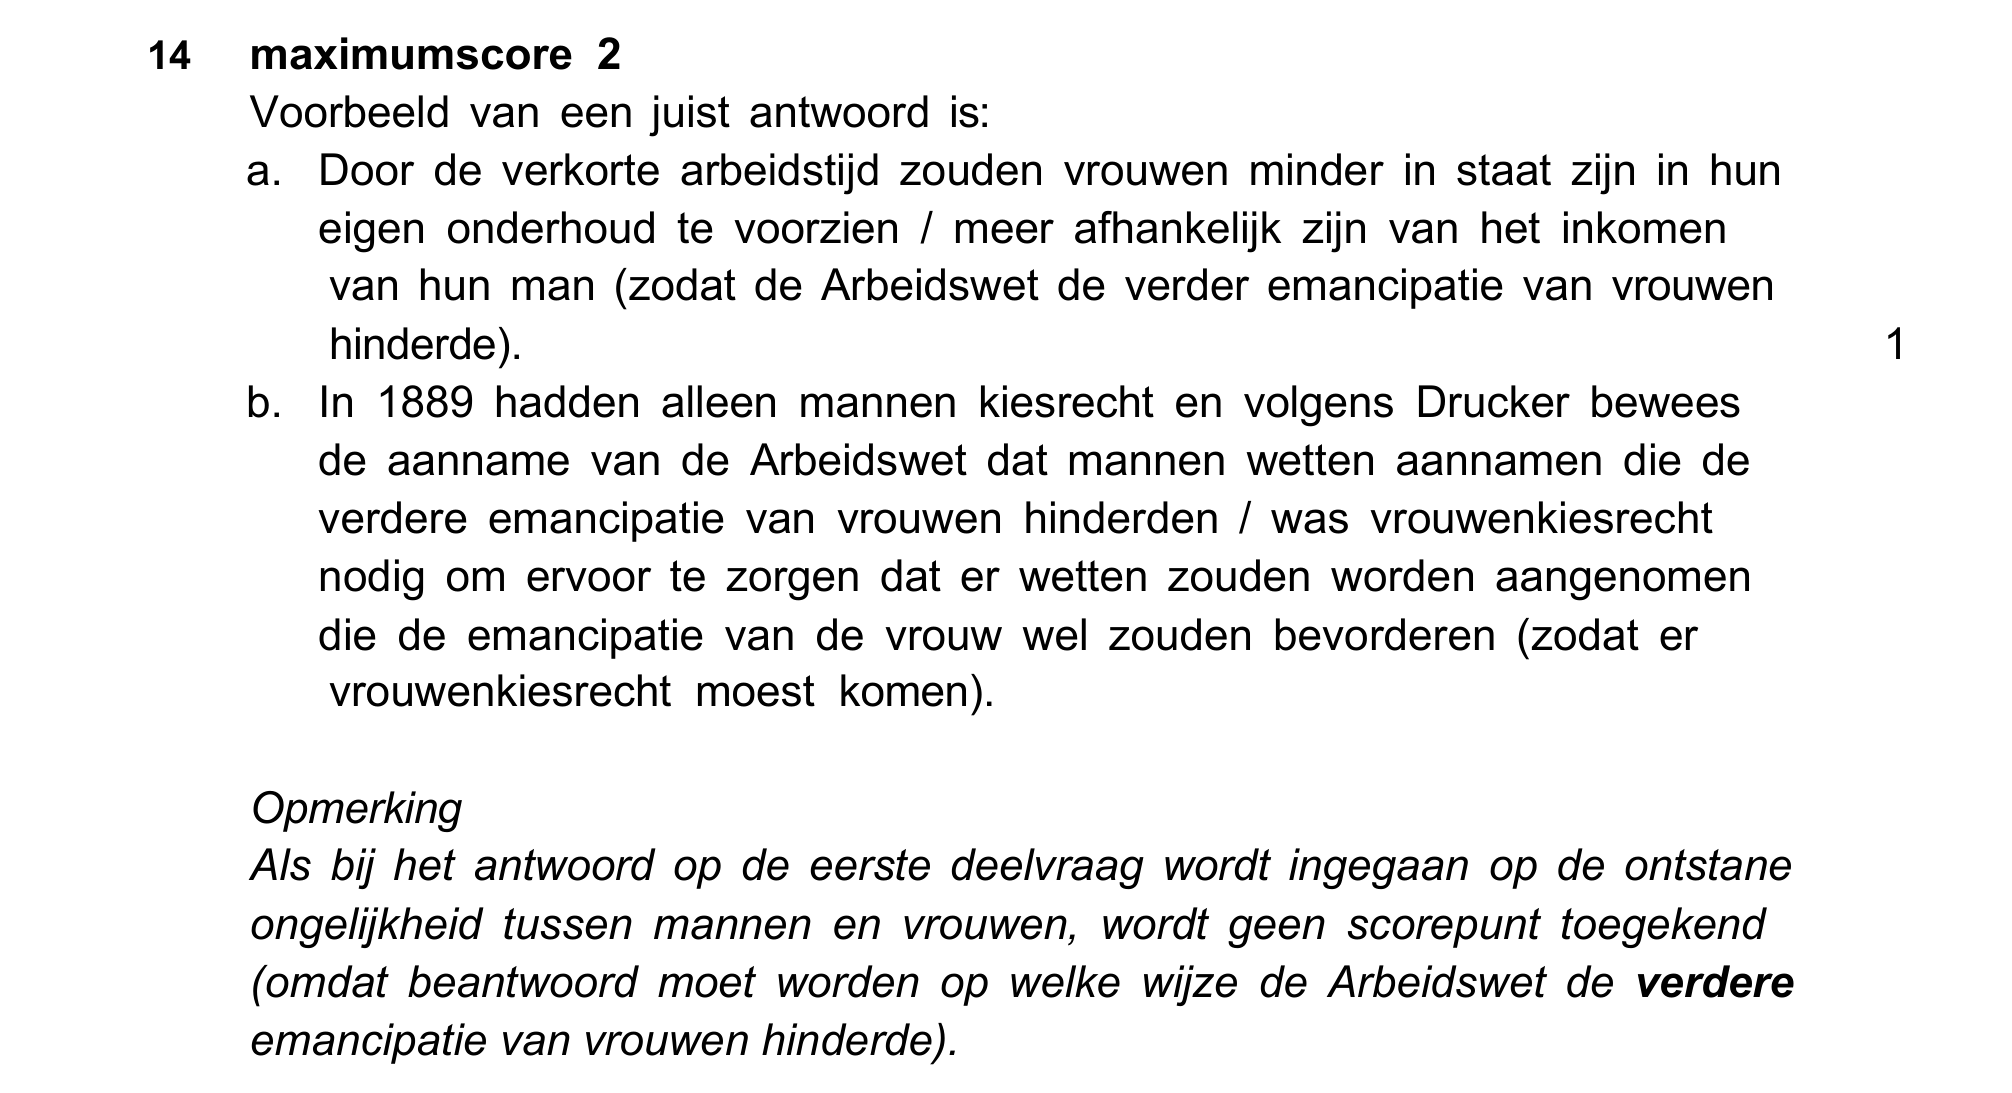 14 maximumscore 2
Voorbeeld van een juist antwoord is:
a. Door de verkorte arbeidstijd zouden vrouwen minder in staat zijn in hun
eigen onderhoud te voorzien / meer afhankelijk zijn van het inkomen
van hun man (zodat de Arbeidswet de verder emancipatie van vrouwen
hinderde). 1
b. In 1889 hadden alleen mannen kiesrecht en volgens Drucker bewees
de aanname van de Arbeidswet dat mannen wetten aannamen die de
verdere emancipatie van vrouwen hinderden / was vrouwenkiesrecht
nodig om ervoor te zorgen dat er wetten zouden worden aangenomen
die de emancipatie van de vrouw wel zouden bevorderen (zodat er
vrouwenkiesrecht moest komen).
Opmerking
Als bij het antwoord op de eerste deelvraag wordt ingegaan op de ontstane
ongelijkheid tussen mannen en vrouwen, wordt geen scorepunt toegekend
(omdat beantwoord moet worden op welke wijze de Arbeidswet de verdere
emancipatie van vrouwen hinderde).